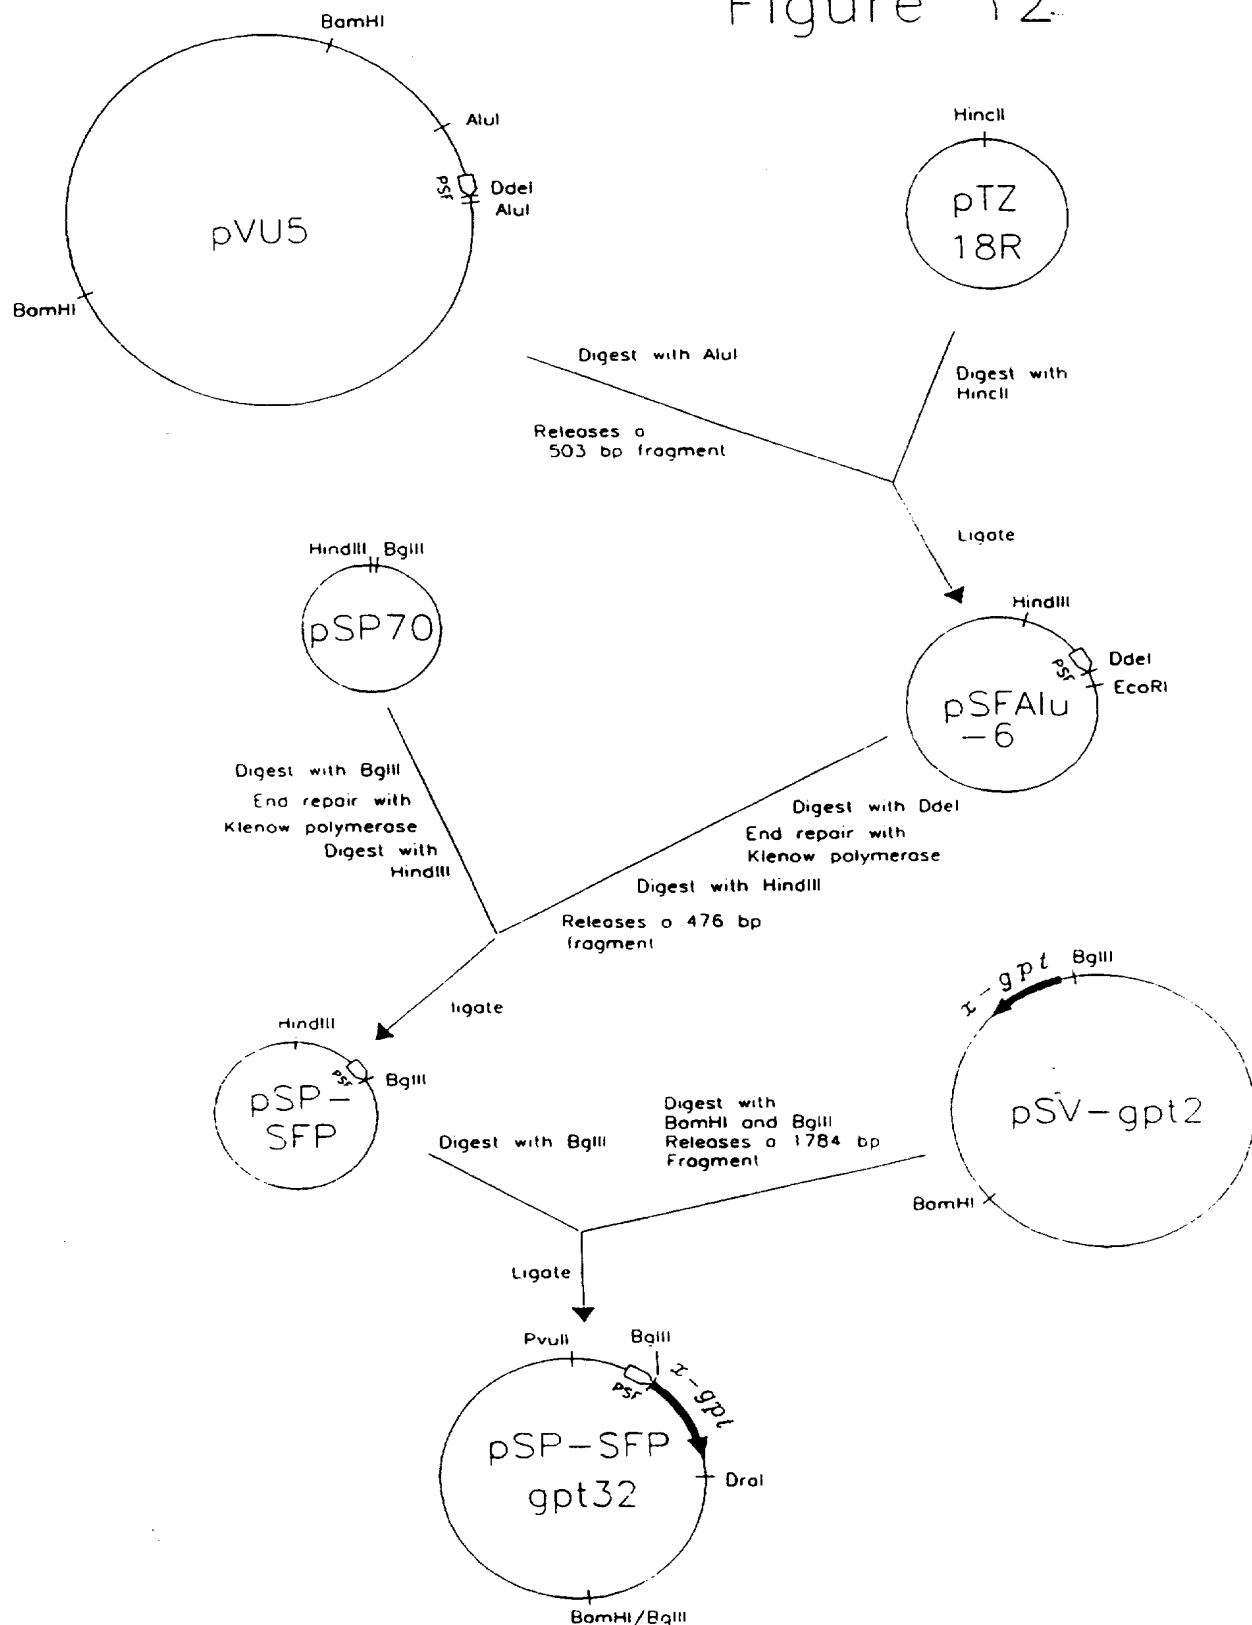 Figure 12
BamHI
AluI
PSF
DdeI
AluI
pVU5
BamHI
HincII
pTZ
18R
Digest with AluI
Releases a
503 bp fragment
Digest with
HincII
Ligate
HindIII BglII
pSP70
HindIII
PSF
DdeI
EcoRI
pSFAlu
-6
Digest with BglII
End repair with
Klenow polymerase
Digest with
HindIII
Digest with DdeI
End repair with
Klenow polymerase
Digest with HindIII
Releases a 476 bp
fragment
ligate
HindIII
PSF
BglII
pSP-
SFP
x-gpt
BglII
pSV-gpt2
BamHI
Digest with BglII
Digest with
BamHI and BglII
Releases a 1784 bp
Fragment
Ligate
PvuII
BglII
PSF
x-gpt
pSP-SFP
gpt32
DraI
BamHI/BglII